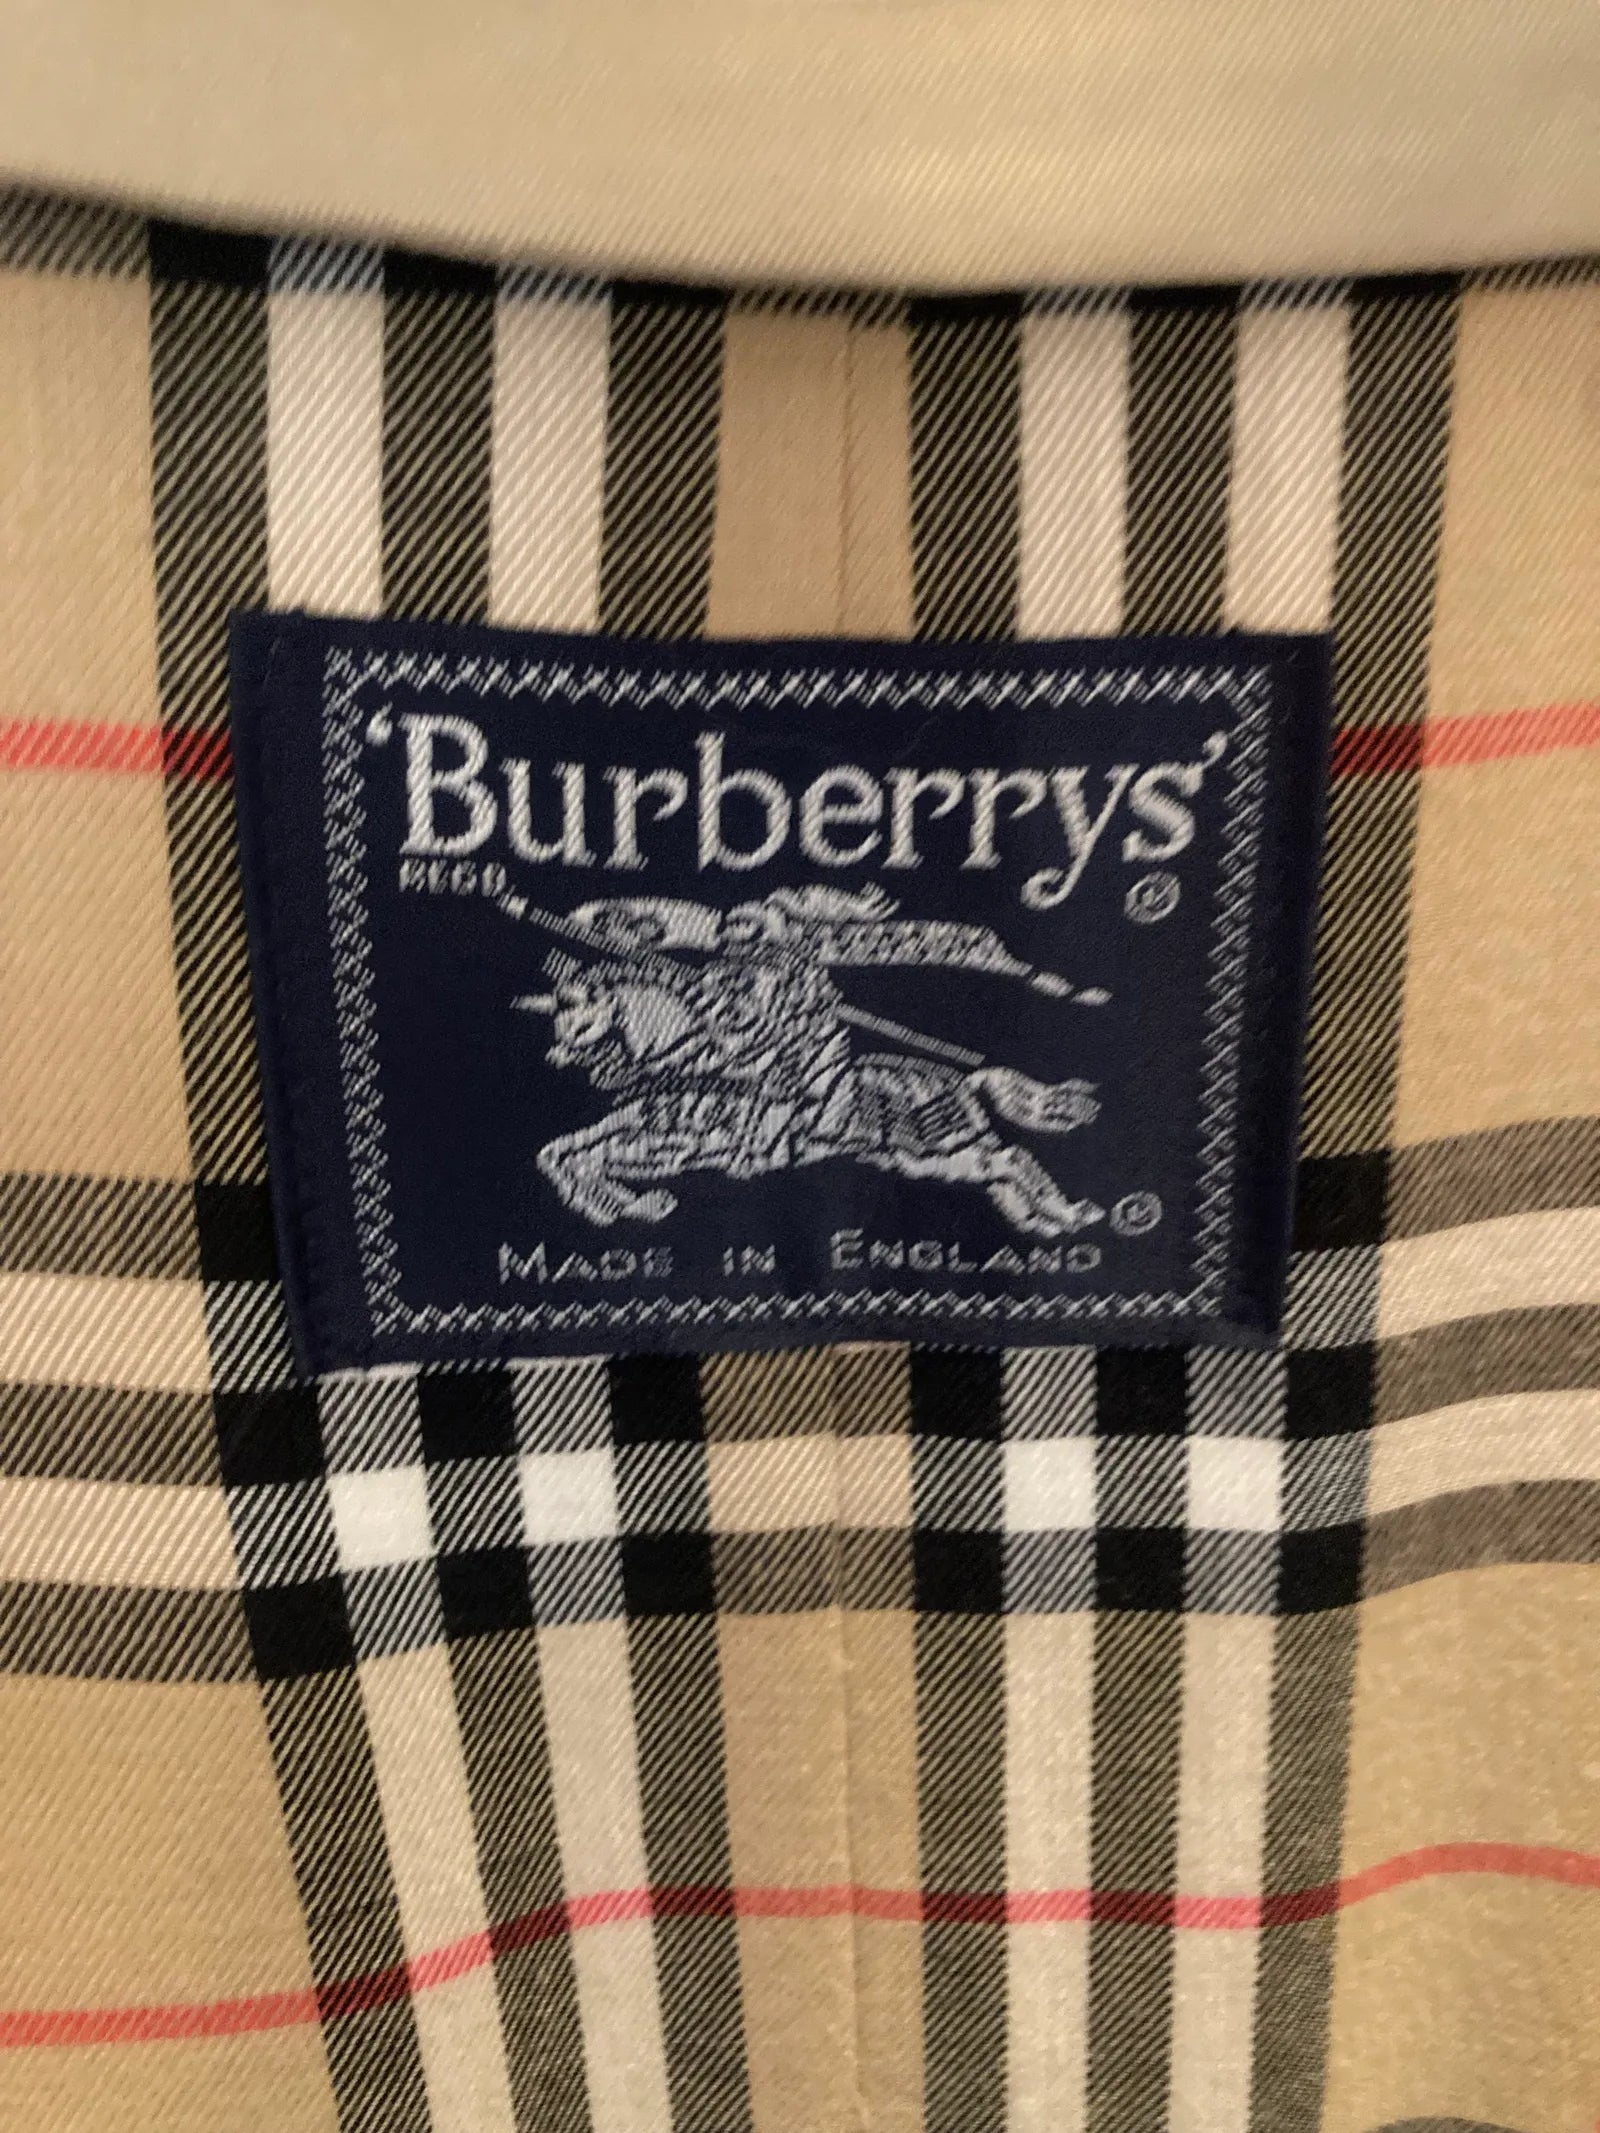 ‘Burberrys’
REGD.
®
®
MADE IN ENGLAND